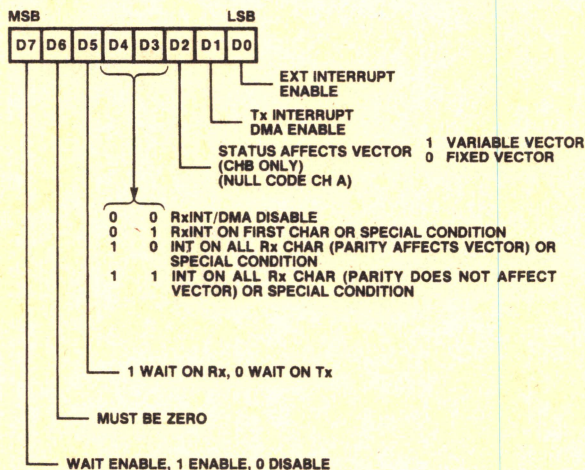 MSB LSB
D7 D6 D5 D4 D3 D2 D1 D0
EXT INTERRUPT
ENABLE
Tx INTERRUPT
DMA ENABLE
STATUS AFFECTS VECTOR
(CHB ONLY)
(NULL CODE CH A)
1 VARIABLE VECTOR
0 FIXED VECTOR
0 0 RxINT/DMA DISABLE
0 1 RxINT ON FIRST CHAR OR SPECIAL CONDITION
1 0 INT ON ALL Rx CHAR (PARITY AFFECTS VECTOR) OR
SPECIAL CONDITION
1 1 INT ON ALL Rx CHAR (PARITY DOES NOT AFFECT
VECTOR) OR SPECIAL CONDITION
1 WAIT ON Rx, 0 WAIT ON Tx
MUST BE ZERO
WAIT ENABLE, 1 ENABLE, 0 DISABLE